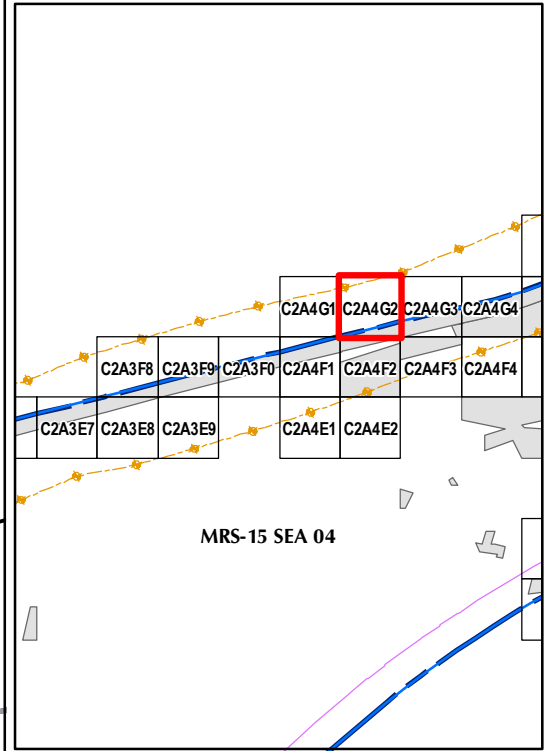 C2A4G1 C2A4G2 C2A4G3 C2A4G4
C2A3F8 C2A3F9 C2A3F0 C2A4F1 C2A4F2 C2A4F3 C2A4F4
C2A3E7 C2A3E8 C2A3E9 C2A4E1 C2A4E2
MRS-15 SEA 04